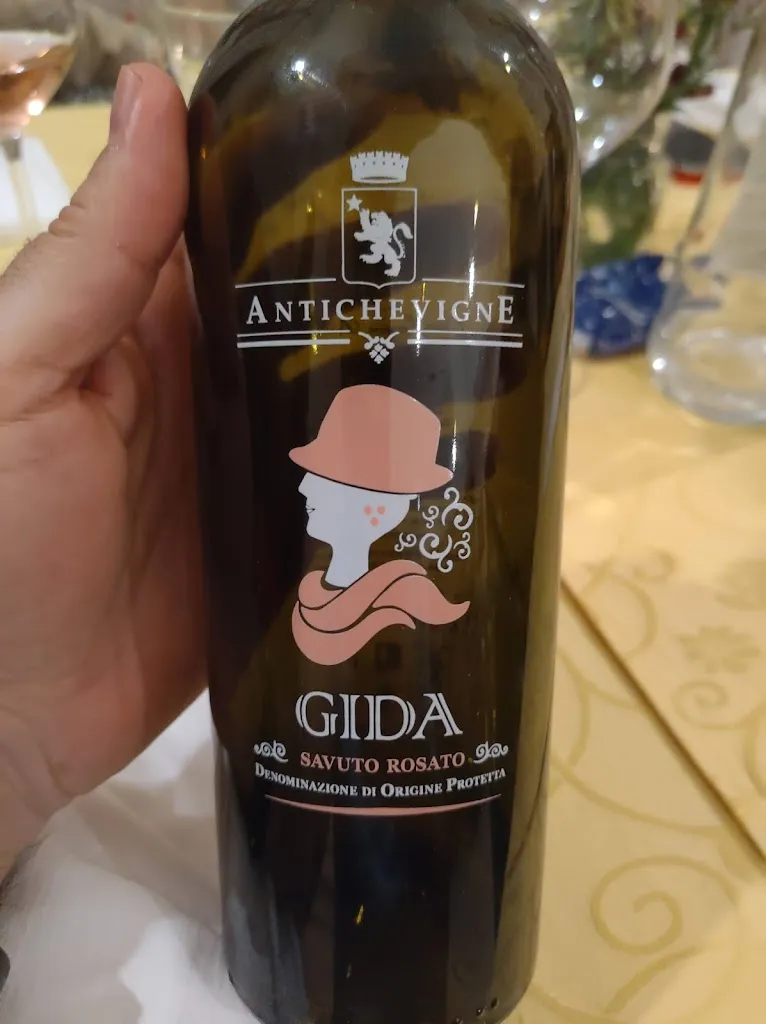 ANTICHEVIGNE
GIDA
SAVUTO ROSATO
DENOMINAZIONE DI ORIGINE PROTETTA